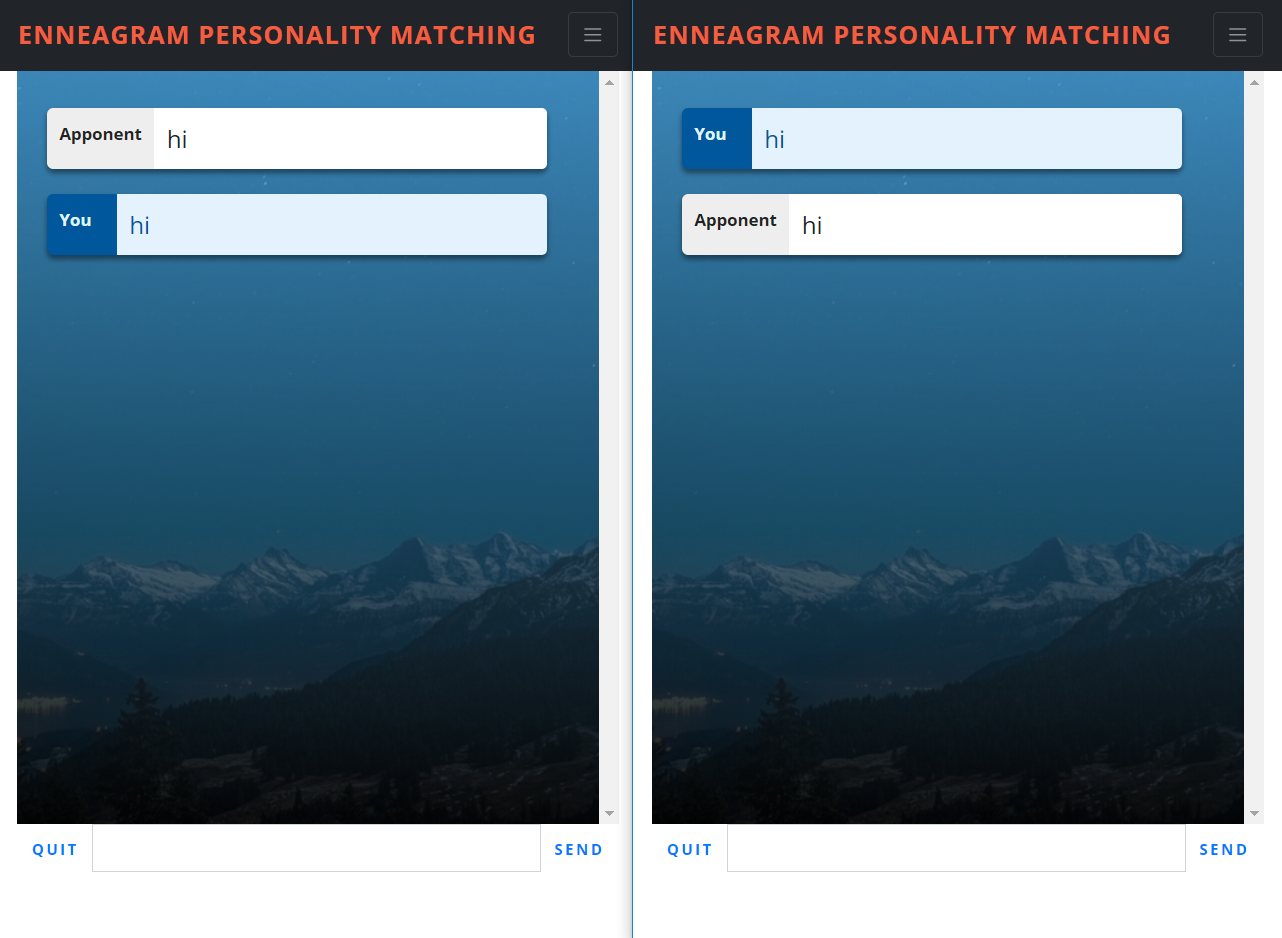 ENNEAGRAM PERSONALITY MATCHING
Apponent hi
You hi
QUIT SEND
ENNEAGRAM PERSONALITY MATCHING
You hi
Apponent hi
QUIT SEND